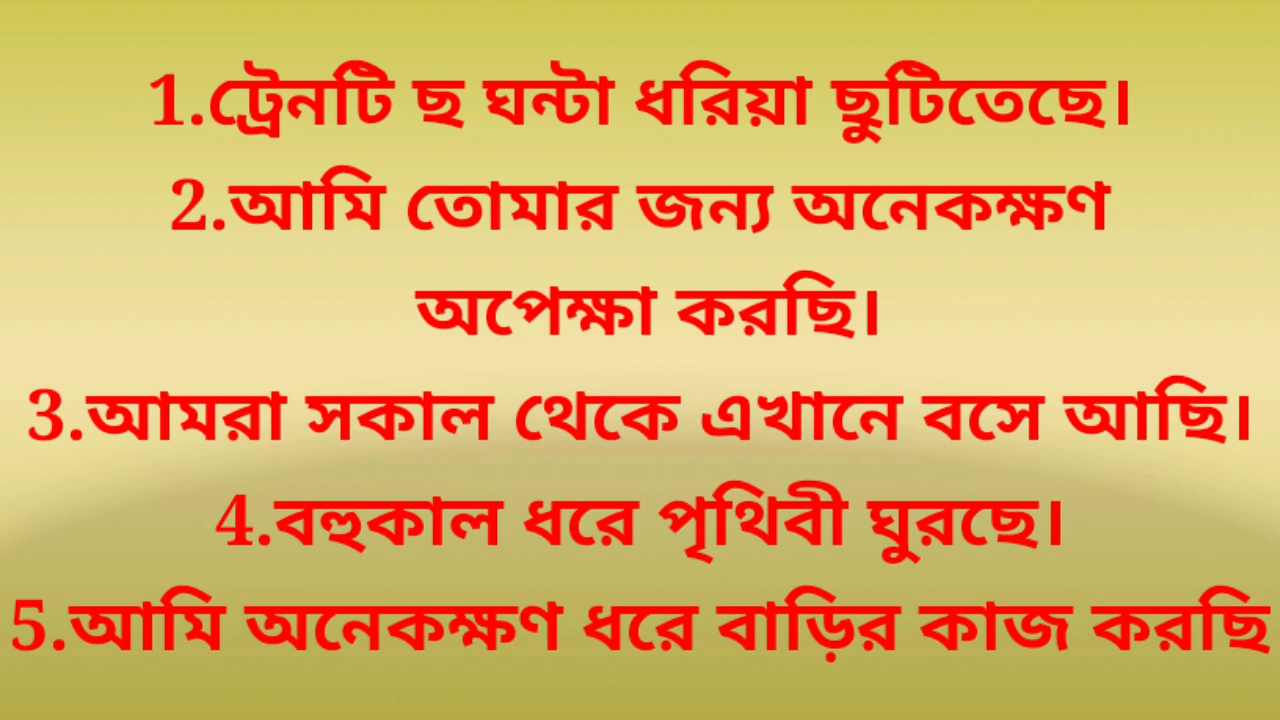 1.ট্রেনটি ছ ঘন্টা ধরিয়া ছুটিতেছে।
2.আমি তোমার জন্য অনেকক্ষণ
অপেক্ষা করছি।
3.আমরা সকাল থেকে এখানে বসে আছি।
4.বহুকাল ধরে পৃথিবী ঘুরছে।
5.আমি অনেকক্ষণ ধরে বাড়ির কাজ করছি